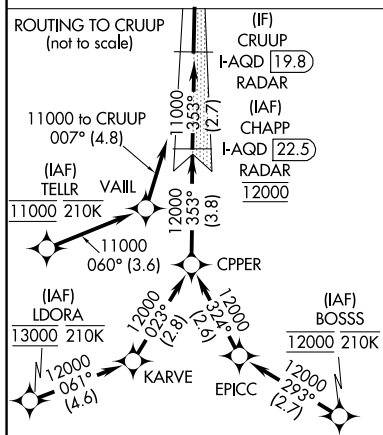 ROUTING TO CRUUP
(not to scale)
(IF)
CRUUP
I-AQD 19.8
RADAR
(IAF)
CHAPP
I-AQD 22.5
RADAR
12000
11000
353°
(2.7)
11000 to CRUUP
007° (4.8)
(IAF)
TELLR
11000 210K
VAIL
11000
060° (3.6)
12000
353°
(3.8)
CPPER
(IAF)
LDORA
13000 210K
12000
061°
(4.6)
KARVE
12000
023°
(2.8)
12000
324°
(2.6)
EPICC
(IAF)
BOSSS
12000 210K
12000
293°
(2.7)